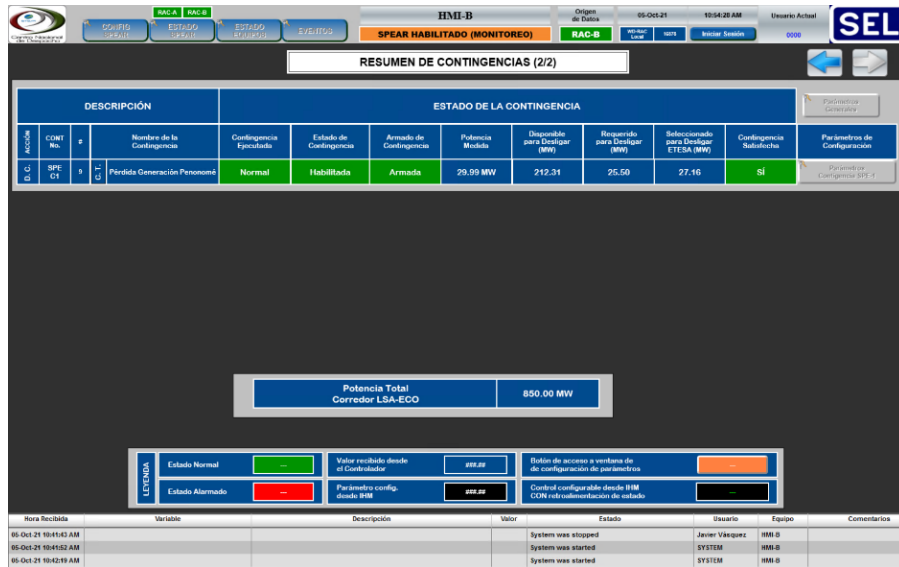 Centro Nacional
de Despacho
CONFIG
SPEAR
RAC-A RAC-B
ESTADO
SPEAR
ESTADO
EQUIPOS
EVENTOS
HMI-B
SPEAR HABILITADO (MONITOREO)
Origen
de Datos
RAC-B
05-Oct-21
10:54:28 AM
Iniciar Sesión
Usuario Actual
0000
SEL
RESUMEN DE CONTINGENCIAS (2/2)
DESCRIPCIÓN
ESTADO DE LA CONTINGENCIA
Parámetros
Generales
ACCIÓN
CONT
No.
#
Nombre de la
Contingencia
Contingencia
Ejecutada
Estado de
Contingencia
Armado de
Contingencia
Potencia
Medida
Disponible
para Desligar
(MW)
Requerido
para Desligar
(MW)
Seleccionado
para Desligar
ETESA (MW)
Contingencia
Satisfecha
Parámetros de
Configuración
D. C.
SPE
C1
9
C. T.
Pérdida Generación Penonomé
Normal
Habilitada
Armada
29.99 MW
212.31
25.50
27.16
SÍ
Parámetros
Contigencia SPE-1
Potencia Total
Corredor LSA-ECO
850.00 MW
LEYENDA
Estado Normal
---
Valor recibido desde
el Controlador
###.##
Botón de acceso a ventana de
de configuración de parámetros
---
Estado Alarmado
---
Parámetro config.
desde IHM
###.##
Control configurable desde IHM
CON retroalimentación de estado
---
Hora Recibida Variable Descripción Valor Estado Usuario Equipo Comentarios
05-Oct-21 10:41:43 AM System was stopped Javier Vásquez HMI-B
05-Oct-21 10:41:52 AM System was started SYSTEM HMI-B
05-Oct-21 10:42:19 AM System was started SYSTEM HMI-B